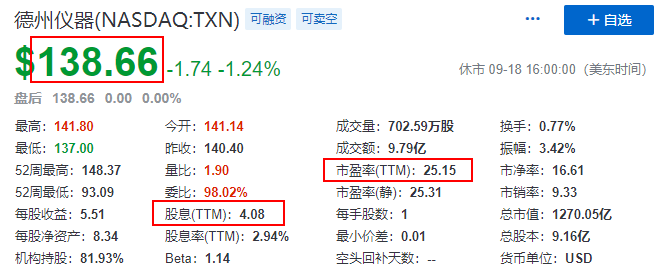 德州仪器(NASDAQ:TXN) 可融资 可卖空 ··· +自选
$138.66 -1.74 -1.24% 休市 09-18 16:00:00 (美东时间)
盘后 138.66 0.00 0.00%
最高: 141.80 今开: 141.14 成交量: 702.59万股 换手: 0.77%
最低: 137.00 昨收: 140.40 成交额: 9.79亿 振幅: 3.42%
52周最高: 148.37 量比: 1.90 市盈率(TTM): 25.15 市净率: 16.61
52周最低: 93.09 委比: 98.02% 市盈率(静): 25.31 市销率: 9.33
每股收益: 5.51 股息(TTM): 4.08 每手股数: 1 总市值: 1270.05亿
每股净资产: 8.34 股息率(TTM): 2.94% 最小价差: 0.01 总股本: 9.16亿
机构持股: 81.93% Beta: 1.14 空头回补天数: -- 货币单位: USD